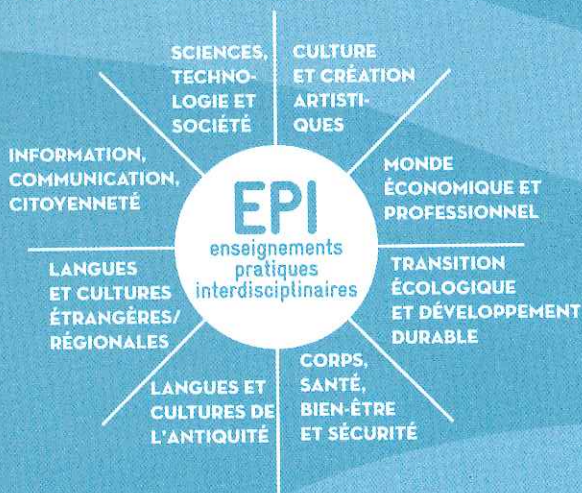 SCIENCES,
TECHNO-
LOGIE ET
SOCIÉTÉ
CULTURE
ET CRÉATION
ARTISTI-
QUES
INFORMATION,
COMMUNICATION,
CITOYENNETÉ
MONDE
ÉCONOMIQUE ET
PROFESSIONNEL
EPI
enseignements
pratiques
interdisciplinaires
LANGUES
ET CULTURES
ÉTRANGÈRES/
RÉGIONALES
TRANSITION
ÉCOLOGIQUE
ET DÉVELOPPEMENT
DURABLE
LANGUES ET
CULTURES DE
L'ANTIQUITÉ
CORPS,
SANTÉ,
BIEN-ÊTRE
ET SÉCURITÉ